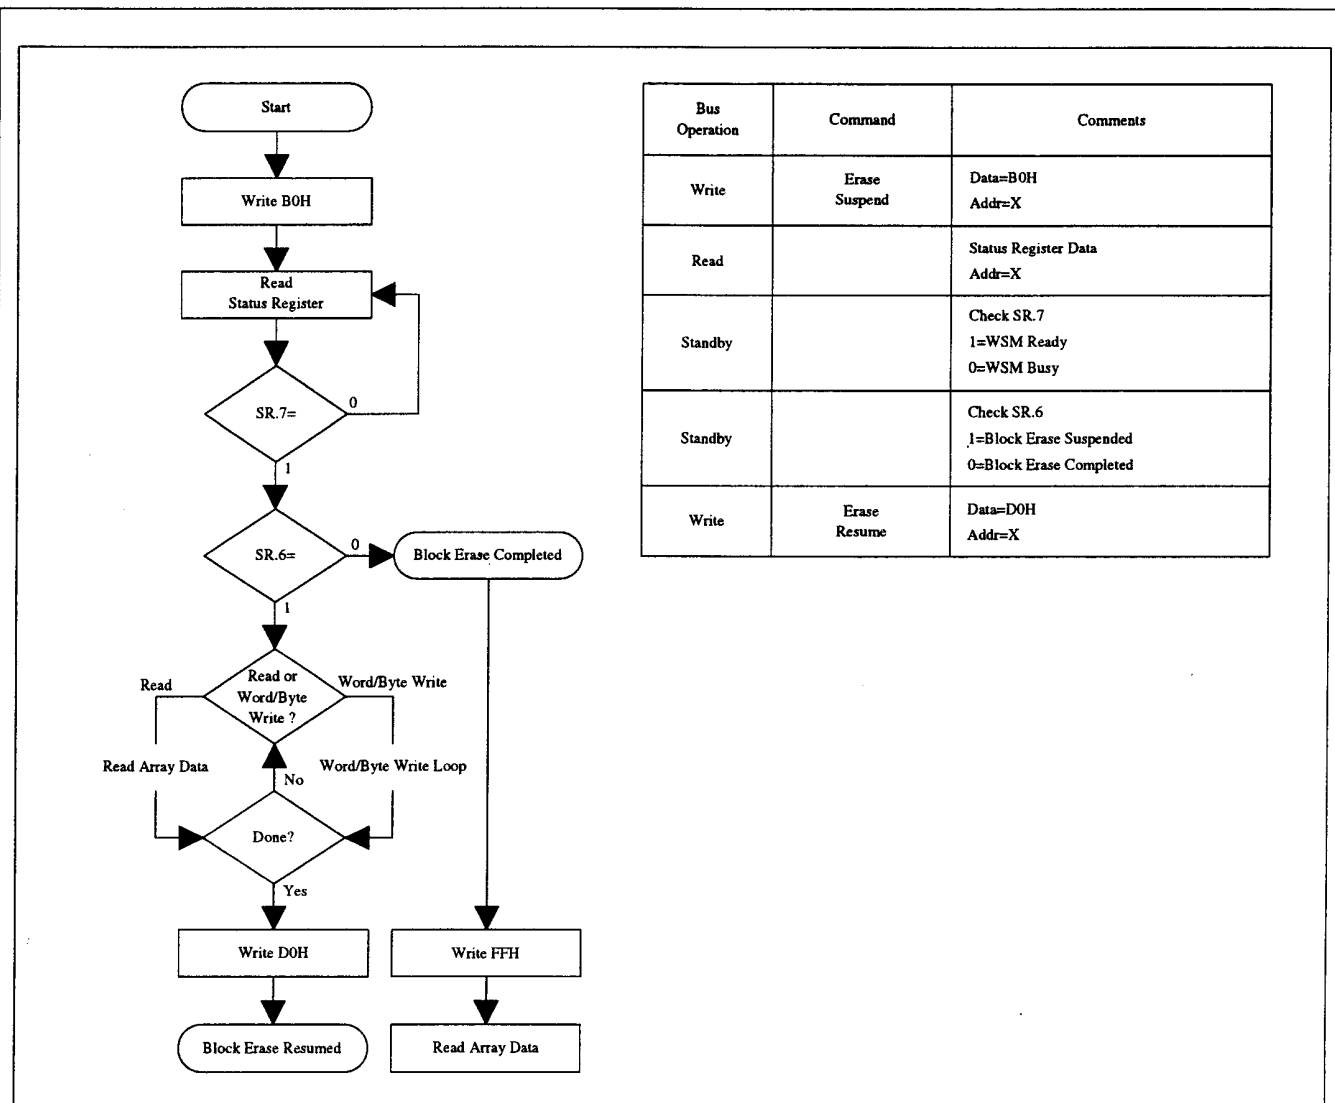 Start
Write B0H
Read
Status Register
SR.7=
0
1
SR.6=
0
Block Erase Completed
1
Read or
Word/Byte
Write ?
Read
Word/Byte Write
Read Array Data
Word/Byte Write Loop
No
Done?
Yes
Write D0H
Write FFH
Block Erase Resumed
Read Array Data
Bus
Operation
Command
Comments
Write
Erase
Suspend
Data=B0H
Addr=X
Read
Status Register Data
Addr=X
Standby
Check SR.7
1=WSM Ready
0=WSM Busy
Standby
Check SR.6
1=Block Erase Suspended
0=Block Erase Completed
Write
Erase
Resume
Data=D0H
Addr=X